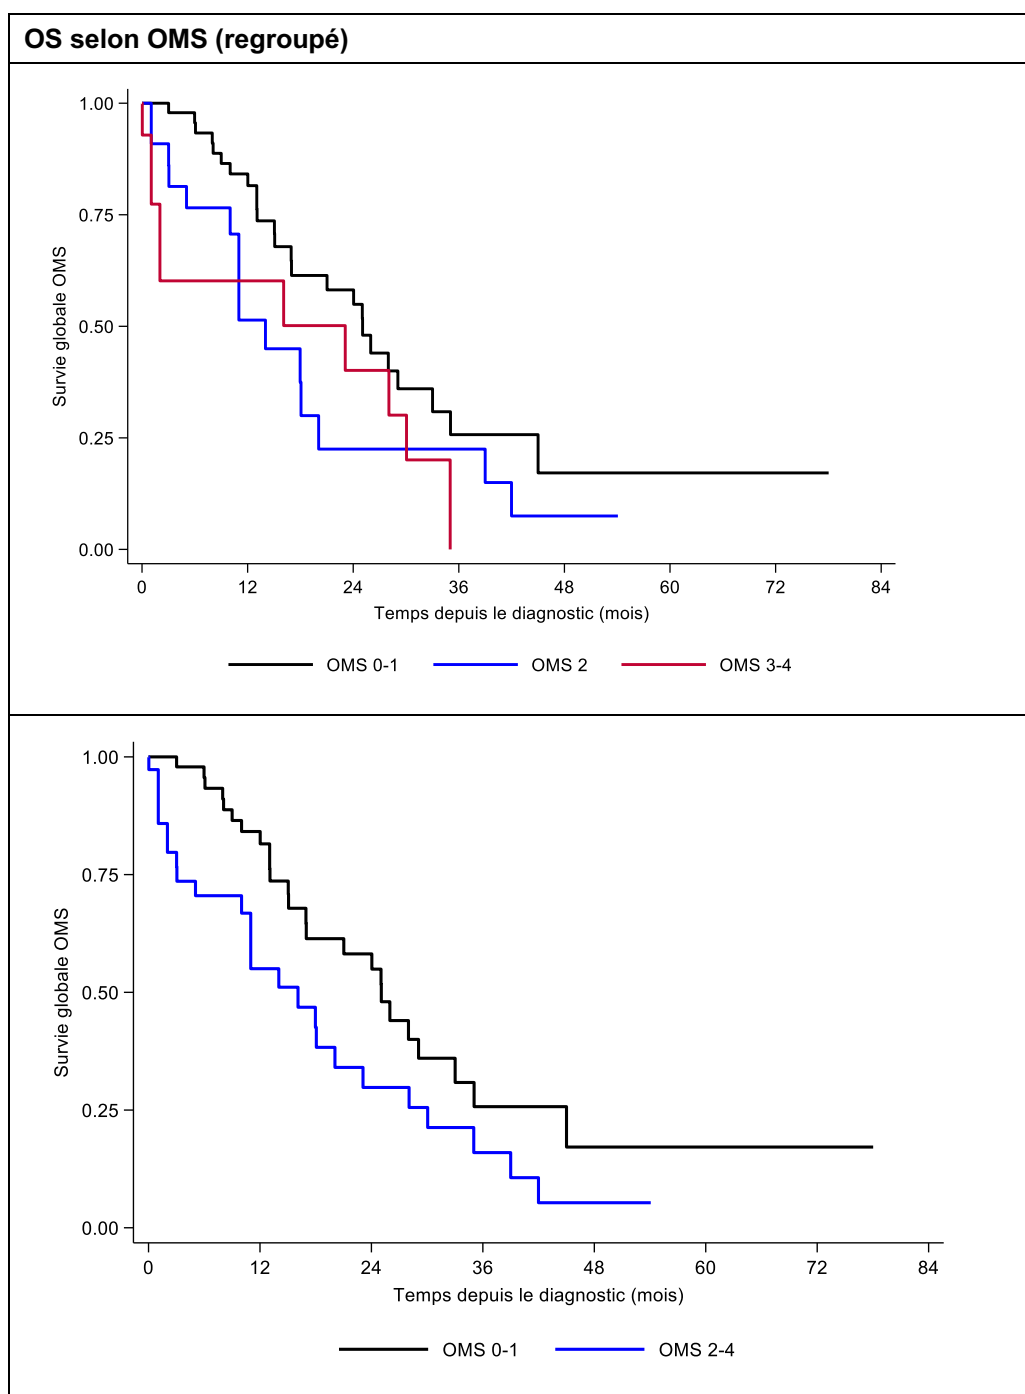 OS selon OMS (regroupé)
1.00
0.75
0.50
0.25
0.00
Survie globale OMS
0 12 24 36 48 60 72 84
Temps depuis le diagnostic (mois)
OMS 0-1 OMS 2 OMS 3-4
1.00
0.75
0.50
0.25
0.00
Survie globale OMS
0 12 24 36 48 60 72 84
Temps depuis le diagnostic (mois)
OMS 0-1 OMS 2-4